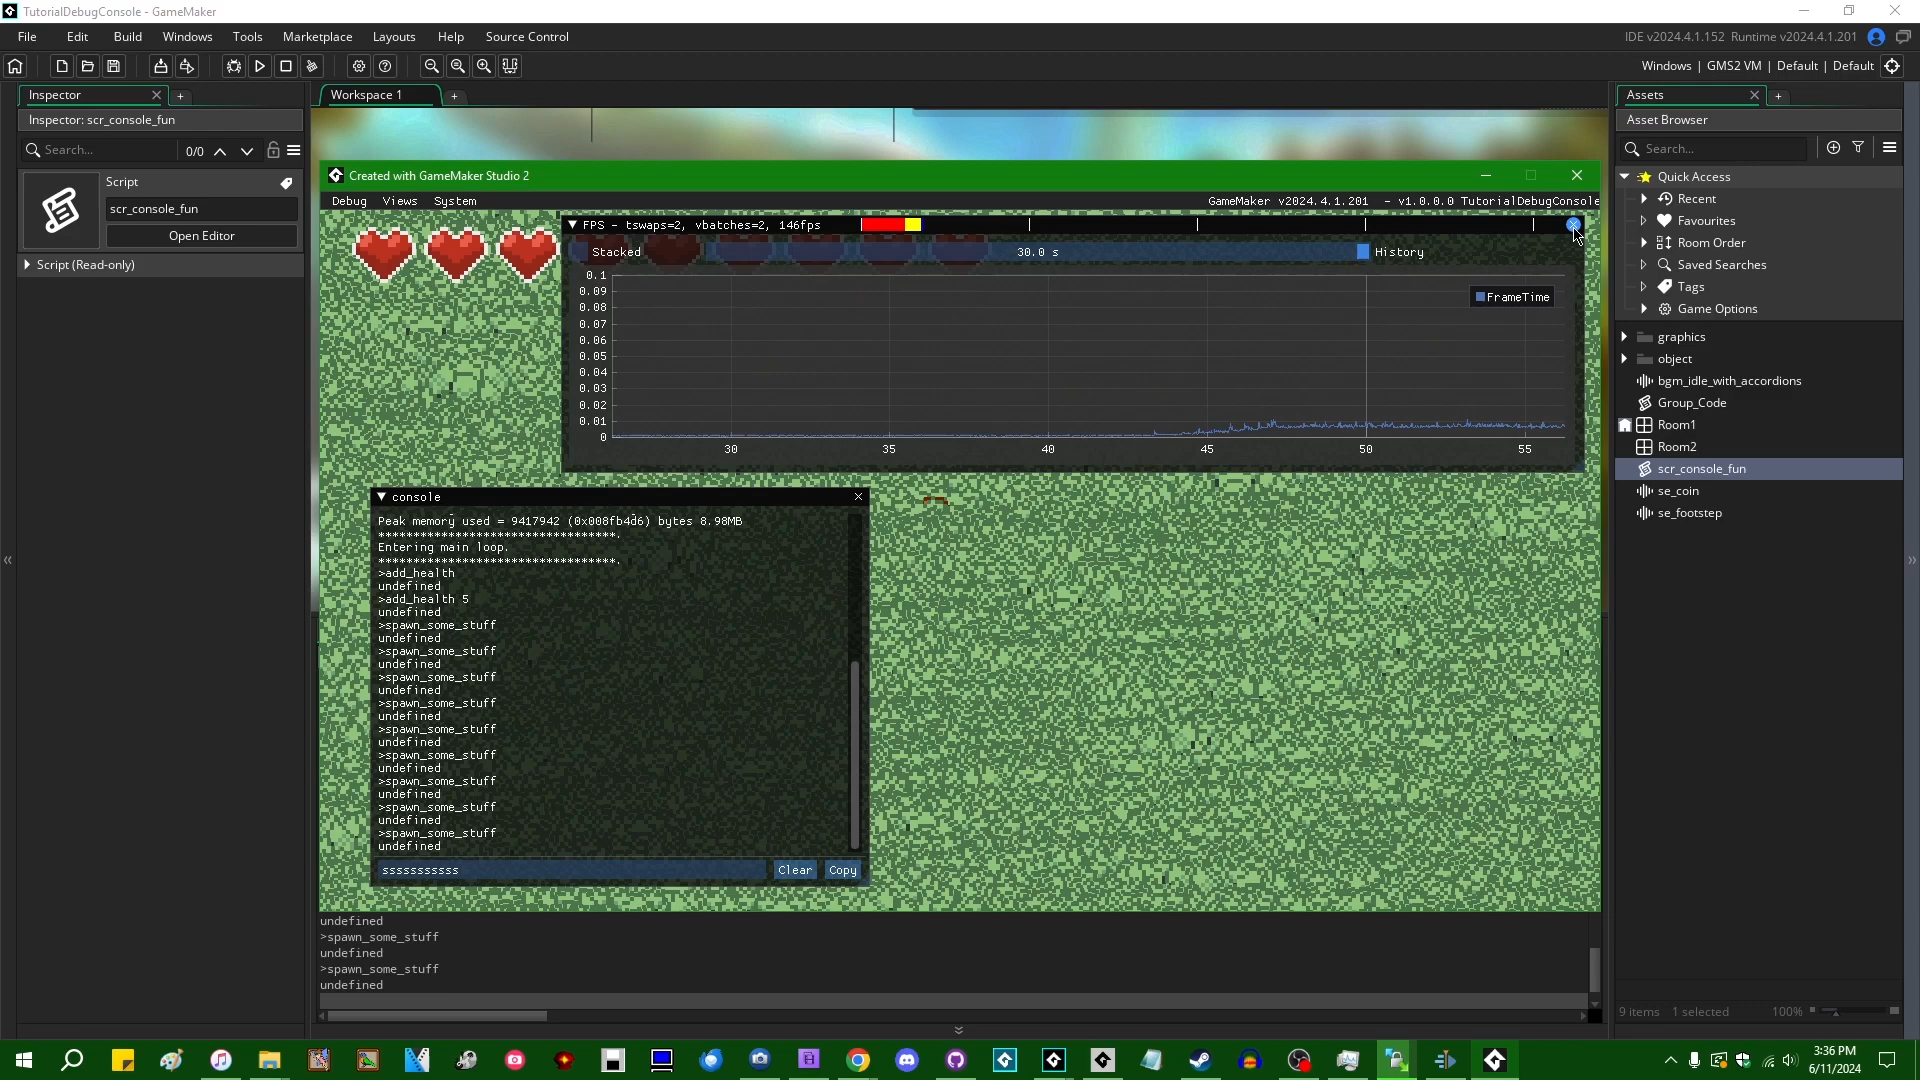 TutorialDebugConsole - GameMaker
File Edit Build Windows Tools Marketplace Layouts Help Source Control
IDE v2024.4.1.152 Runtime v2024.4.1.201
Windows | GMS2 VM | Default | Default
Inspector
Inspector: scr_console_fun
Search...
0/0
Script
scr_console_fun
Open Editor
Script (Read-only)
Workspace 1
Created with GameMaker Studio 2
Debug Views System
GameMaker v2024.4.1.201 - v1.0.0.0 TutorialDebugConsole
FPS - tswaps=2, vbatches=2, 146fps
Stacked
30.0 s
History
0.1
0.09
0.08
0.07
0.06
0.05
0.04
0.03
0.02
0.01
0
FrameTime
30 35 40 45 50 55
console
Peak memory used = 9417942 (0x008fb4d6) bytes 8.98MB
**********************************.
Entering main loop.
**********************************.
>add_health
undefined
>add_health 5
undefined
>spawn_some_stuff
undefined
>spawn_some_stuff
undefined
>spawn_some_stuff
undefined
>spawn_some_stuff
undefined
>spawn_some_stuff
undefined
>spawn_some_stuff
undefined
>spawn_some_stuff
undefined
>spawn_some_stuff
undefined
>spawn_some_stuff
undefined
sssssssssss
Clear
Copy
undefined
>spawn_some_stuff
undefined
>spawn_some_stuff
undefined
Assets
Asset Browser
Search...
Quick Access
Recent
Favourites
Room Order
Saved Searches
Tags
Game Options
graphics
object
bgm_idle_with_accordions
Group_Code
Room1
Room2
scr_console_fun
se_coin
se_footstep
9 items 1 selected 100%
3:36 PM
6/11/2024